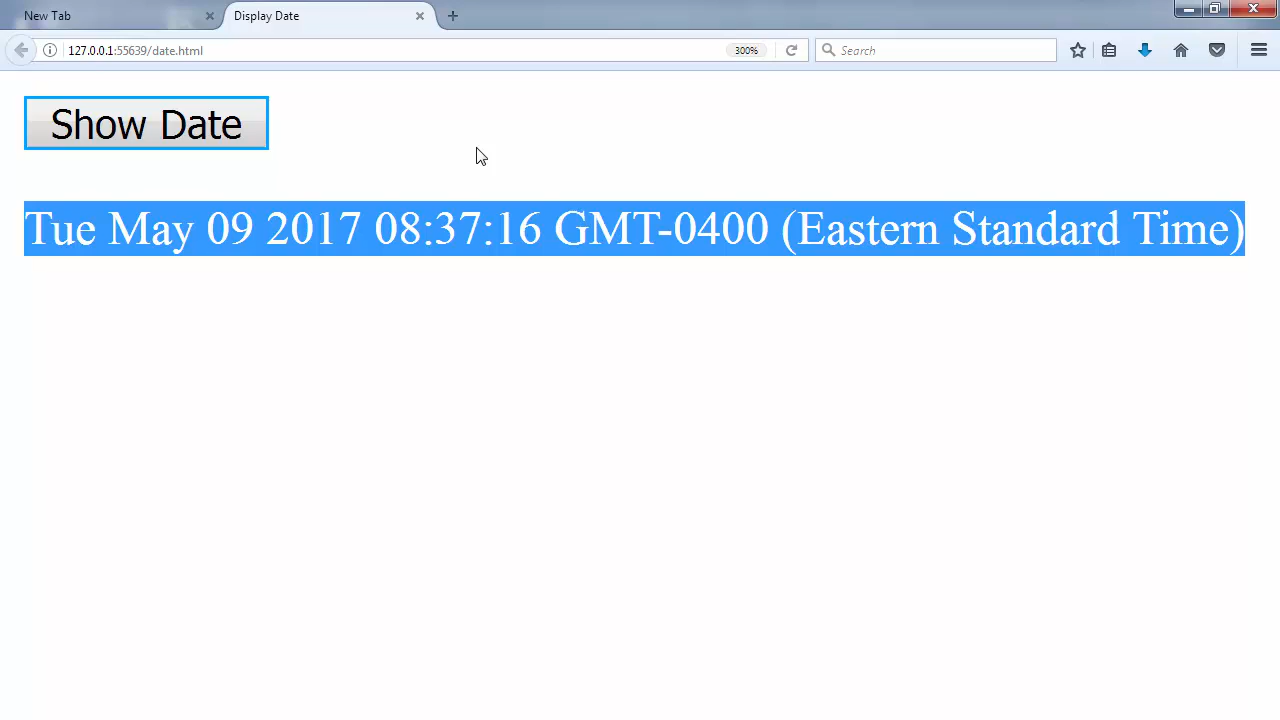 New Tab
Display Date
127.0.0.1:55639/date.html
300%
Search
Show Date
Tue May 09 2017 08:37:16 GMT-0400 (Eastern Standard Time)